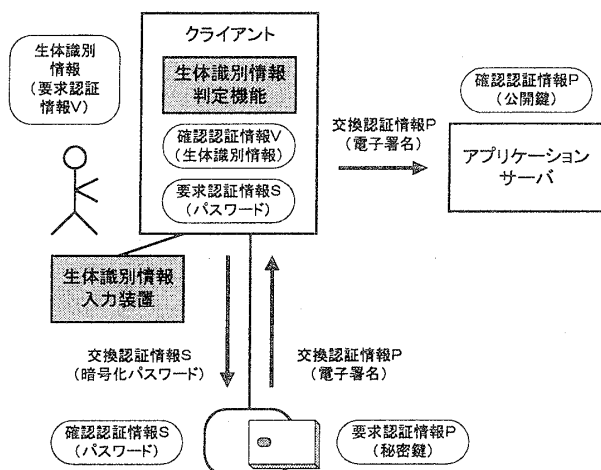 生体識別
情報
(要求認証
情報V)
クライアント
生体識別情報
判定機能
確認認証情報V
(生体識別情報)
要求認証情報S
(パスワード)
交換認証情報P
(電子署名)
確認認証情報P
(公開鍵)
アプリケーション
サーバ
生体識別情報
入力装置
交換認証情報S
(暗号化パスワード)
交換認証情報P
(電子署名)
確認認証情報S
(パスワード)
要求認証情報P
(秘密鍵)